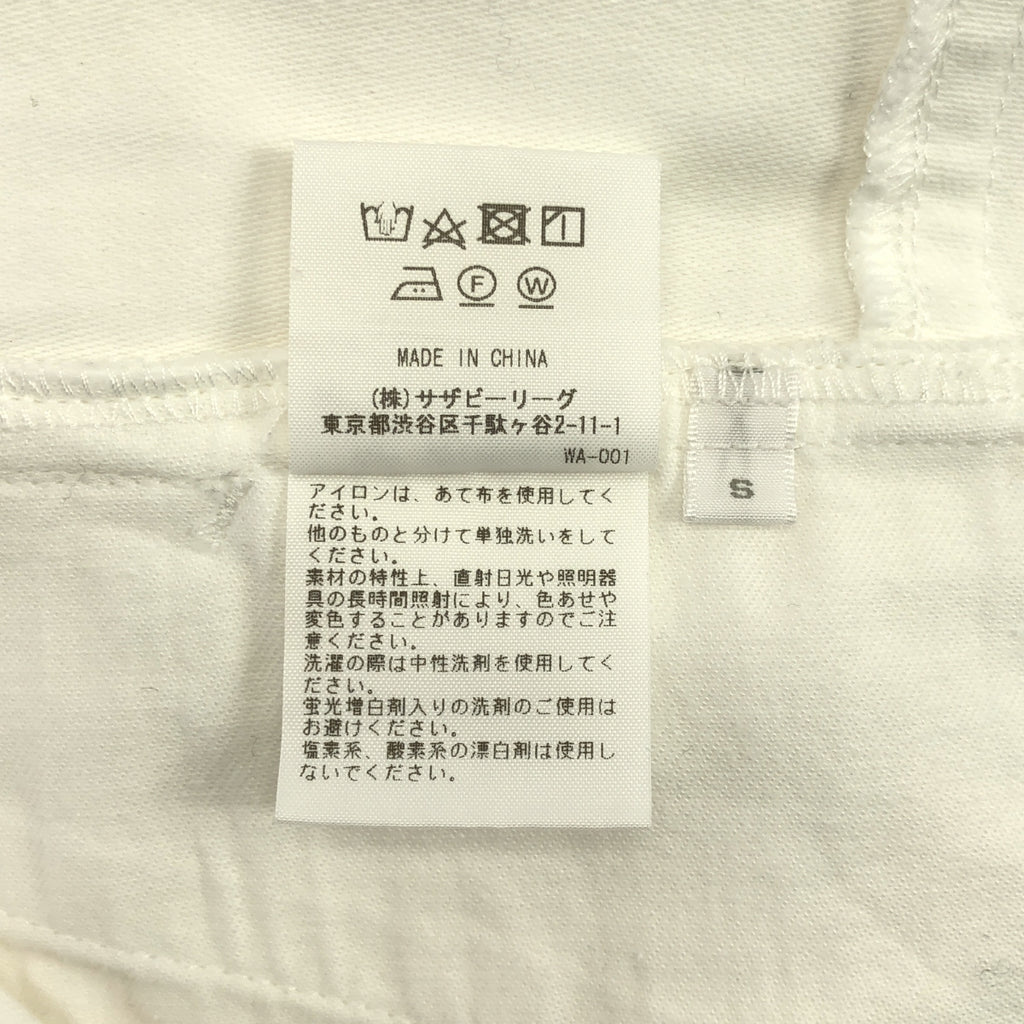 F W
MADE IN CHINA
(株)サザビーリーグ
東京都渋谷区千駄ヶ谷2-11-1
WA-001
アイロンは、あて布を使用してく
ださい。
他のものと分けて単独洗いをして
ください。
素材の特性上、直射日光や照明器
具の長時間照射により、色あせや
変色することがありますのでご注
意ください。
洗濯の際は中性洗剤を使用してく
ださい。
蛍光増白剤入りの洗剤のご使用は
お避けください。
塩素系、酸素系の漂白剤は使用し
ないでください。
S